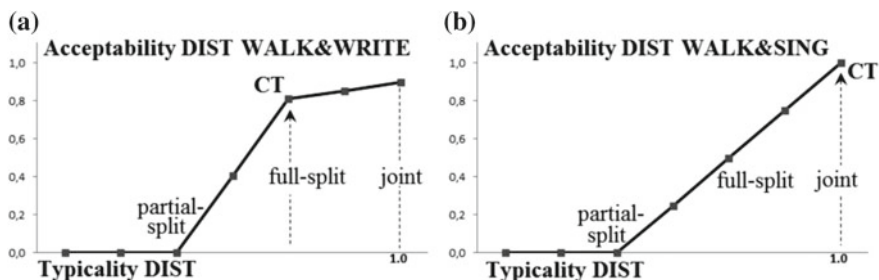 (a)
Acceptability DIST WALK&WRITE
1,0
CT
0,8
0,6
0,4
full-split
joint
partial-
split
0,2
0,0
Typicality DIST
1.0
(b)
Acceptability DIST WALK&SING
1,0
CT
0,8
0,6
0,4
full-split
joint
partial-
split
0,2
0,0
Typicality DIST
1.0